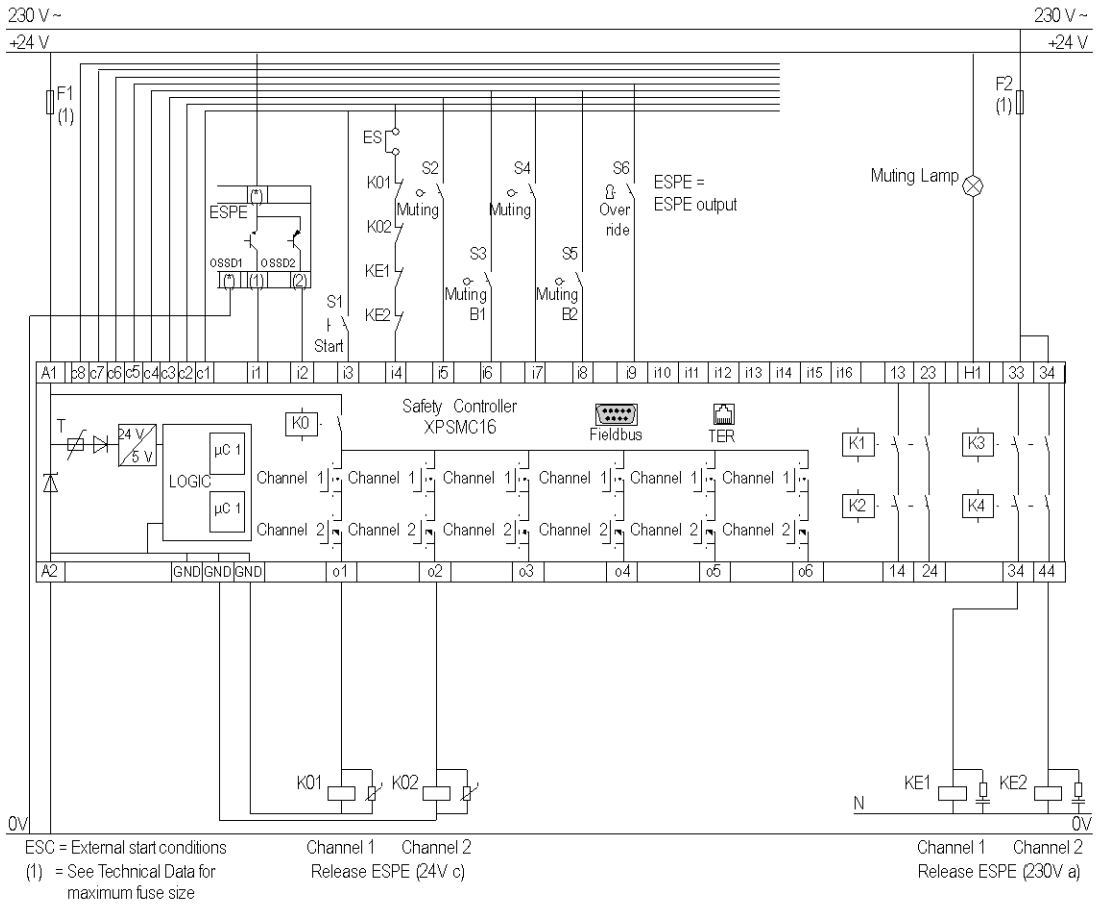 230 V ~ 230 V ~
+24 V +24 V
F1
(1)
F2
(1)
ES
S2
S4
S6
K01
Muting
Muting
Over
ride
ESPE =
ESPE output
Muting Lamp
(*)
ESPE
K02
OSSD1 OSSD2
(*) (1) (2)
S3
S5
KE1
Muting
B1
Muting
B2
S1
Start
KE2
A1 c8 c7 c6 c5 c4 c3 c2 c1 i1 i2 i3 i4 i5 i6 i7 i8 i9 i10 i11 i12 i13 i14 i15 i16 13 23 H1 33 34
Safety Controller
XPSMC16
Fieldbus
TER
K0
T
24 V
5 V
LOGIC
µC 1
µC 1
K1
K3
K2
K4
Channel 1 Channel 1 Channel 1 Channel 1 Channel 1 Channel 1
Channel 2 Channel 2 Channel 2 Channel 2 Channel 2 Channel 2
A2 GND GND GND o1 o2 o3 o4 o5 o6 14 24 34 44
K01 K02 KE1 KE2
N
0V 0V
ESC = External start conditions
(1) = See Technical Data for
maximum fuse size
Channel 1 Channel 2
Release ESPE (24V c)
Channel 1 Channel 2
Release ESPE (230V a)